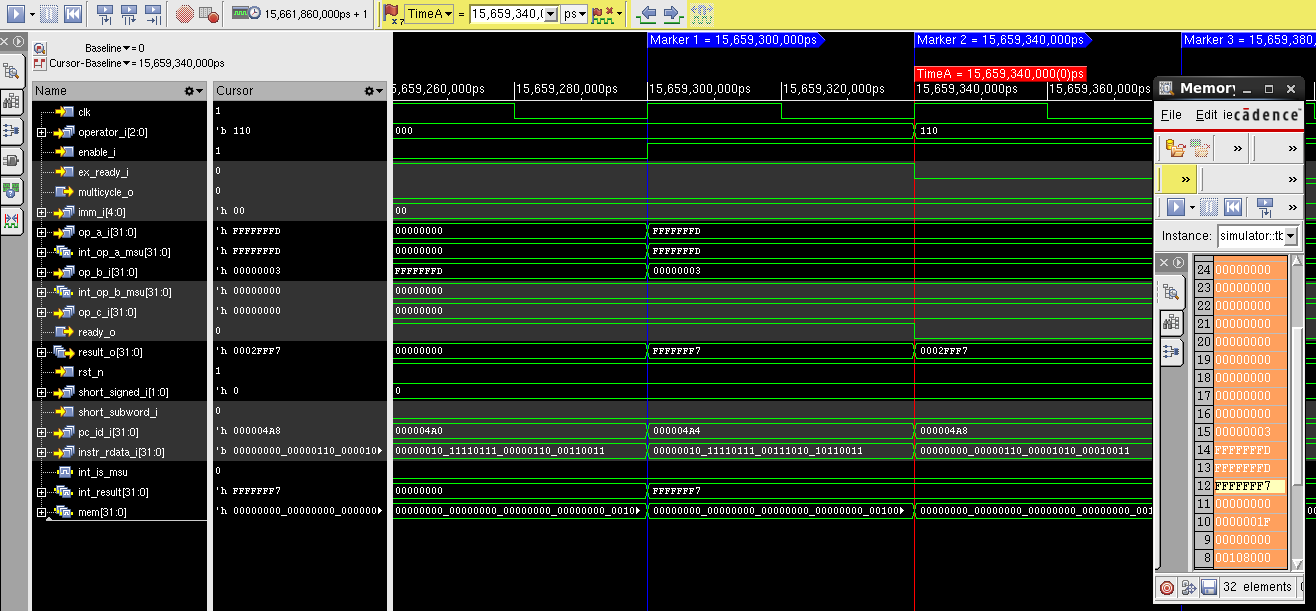 15,661,860,000ps + 1
x7
TimeA = 15,659,340,( ps
Baseline = 0
Cursor-Baseline = 15,659,340,000ps
Marker 1 = 15,659,300,000ps
Marker 2 = 15,659,340,000ps
Marker 3 = 15,659,380,
TimeA = 15,659,340,000(0)ps
Name Cursor
,659,260,000ps 15,659,280,000ps 15,659,300,000ps 15,659,320,000ps 15,659,340,000ps 15,659,360,000ps
clk 1
operator_i[2:0] 'b 110 000 110
enable_i 1
ex_ready_i 0
multicycle_o 0
imm_i[4:0] 'h 00 00
op_a_i[31:0] 'h FFFFFFFD 00000000 FFFFFFFD
int_op_a_msu[31:0] 'h FFFFFFFD 00000000 FFFFFFFD
op_b_i[31:0] 'h 00000003 FFFFFFFD 00000003
int_op_b_msu[31:0] 'h 00000000 00000000
op_c_i[31:0] 'h 00000000 00000000
ready_o 0
result_o[31:0] 'h 0002FFF7 00000000 FFFFFFF7 0002FFF7
rst_n 1
short_signed_i[1:0] 'h 0 0
short_subword_i 0
pc_id_i[31:0] 'h 000004A8 000004A0 000004A4 000004A8
instr_rdata_i[31:0] 'b 00000000_00000110_000010 00000010_11110111_00000110_00110011 00000010_11110111_00111010_10110011 00000000_00000110_00001010_00010011
int_is_msu 0
int_result[31:0] 'h FFFFFFF7 00000000 FFFFFFF7
mem[31:0] 'h 00000000_00000000_000000 00000000_00000000_00000000_00000000_0010 00000000_00000000_00000000_00000000_00100 00000000_00000000_00000000_00000000_001
Memory
File Edit ie cādence™
»
»
»
»
»
Instance: simulator::tb
24 00000000
23 00000000
22 00000000
21 00000000
20 00000000
19 00000000
18 00000000
17 00000000
16 00000000
15 00000003
14 FFFFFFFD
13 FFFFFFFD
12 FFFFFFF7
11 00000000
10 0000001F
9 00000000
8 00108000
32 elements